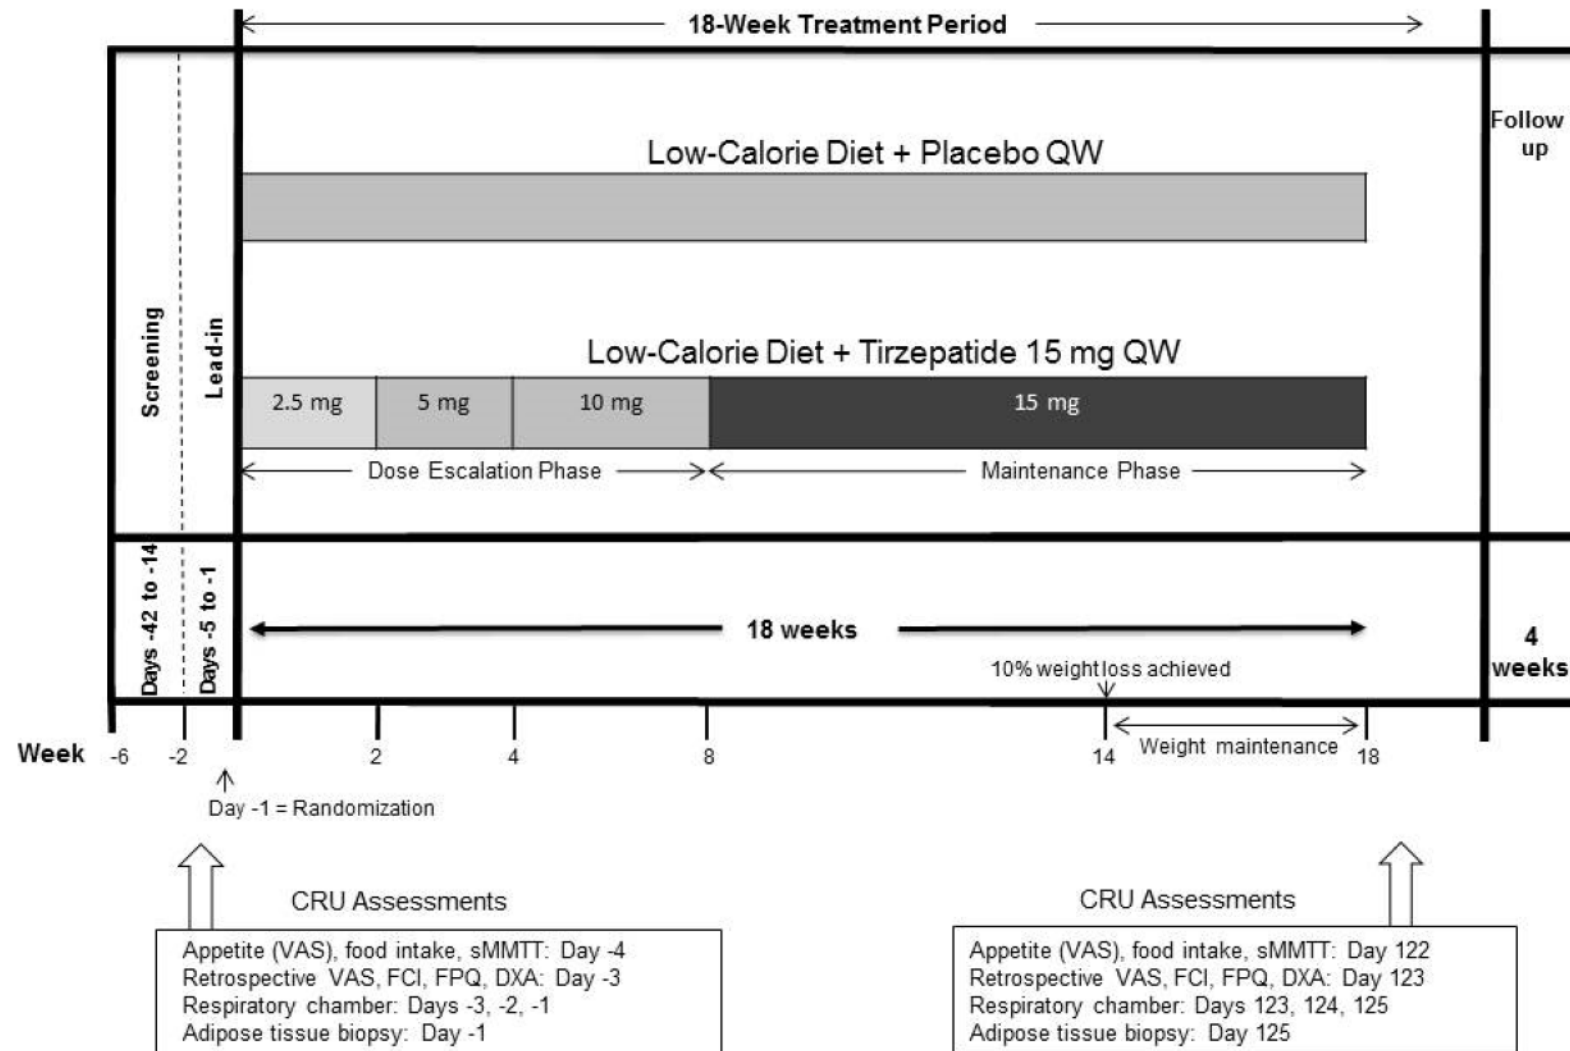 18-Week Treatment Period
Follow
up
Low-Calorie Diet + Placebo QW
Screening
Lead-in
Low-Calorie Diet + Tirzepatide 15 mg QW
2.5 mg
5 mg
10 mg
15 mg
Dose Escalation Phase
Maintenance Phase
Days -42 to -14
Days -5 to -1
18 weeks
4
weeks
10% weight loss achieved
Week
-6
-2
2
4
8
14
18
Weight maintenance
Day -1 = Randomization
CRU Assessments
Appetite (VAS), food intake, sMMTT: Day -4
Retrospective VAS, FCI, FPQ, DXA: Day -3
Respiratory chamber: Days -3, -2, -1
Adipose tissue biopsy: Day -1
CRU Assessments
Appetite (VAS), food intake, sMMTT: Day 122
Retrospective VAS, FCI, FPQ, DXA: Day 123
Respiratory chamber: Days 123, 124, 125
Adipose tissue biopsy: Day 125